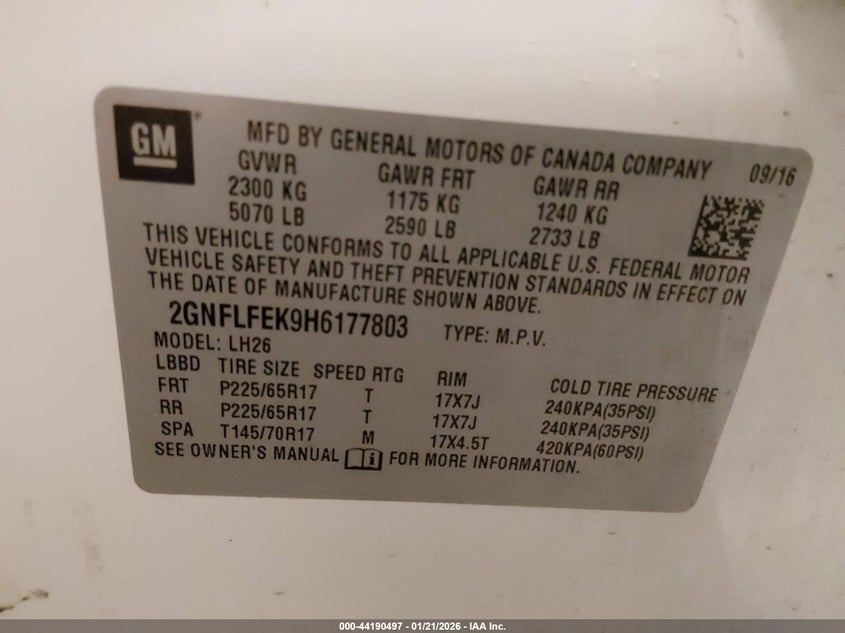 GM
MFD BY GENERAL MOTORS OF CANADA COMPANY 09/16
GVWR GAWR FRT GAWR RR
2300 KG 1175 KG 1240 KG
5070 LB 2590 LB 2733 LB
THIS VEHICLE CONFORMS TO ALL APPLICABLE U.S. FEDERAL MOTOR
VEHICLE SAFETY AND THEFT PREVENTION STANDARDS IN EFFECT ON
THE DATE OF MANUFACTURE SHOWN ABOVE.
2GNFLFEK9H6177803 TYPE: M.P.V.
MODEL: LH26
LBBD TIRE SIZE SPEED RTG RIM COLD TIRE PRESSURE
FRT P225/65R17 T 17X7J 240KPA(35PSI)
RR P225/65R17 T 17X7J 240KPA(35PSI)
SPA T145/70R17 M 17X4.5T 420KPA(60PSI)
SEE OWNER'S MANUAL FOR MORE INFORMATION.
000-44190497 - 01/21/2026 - IAA Inc.